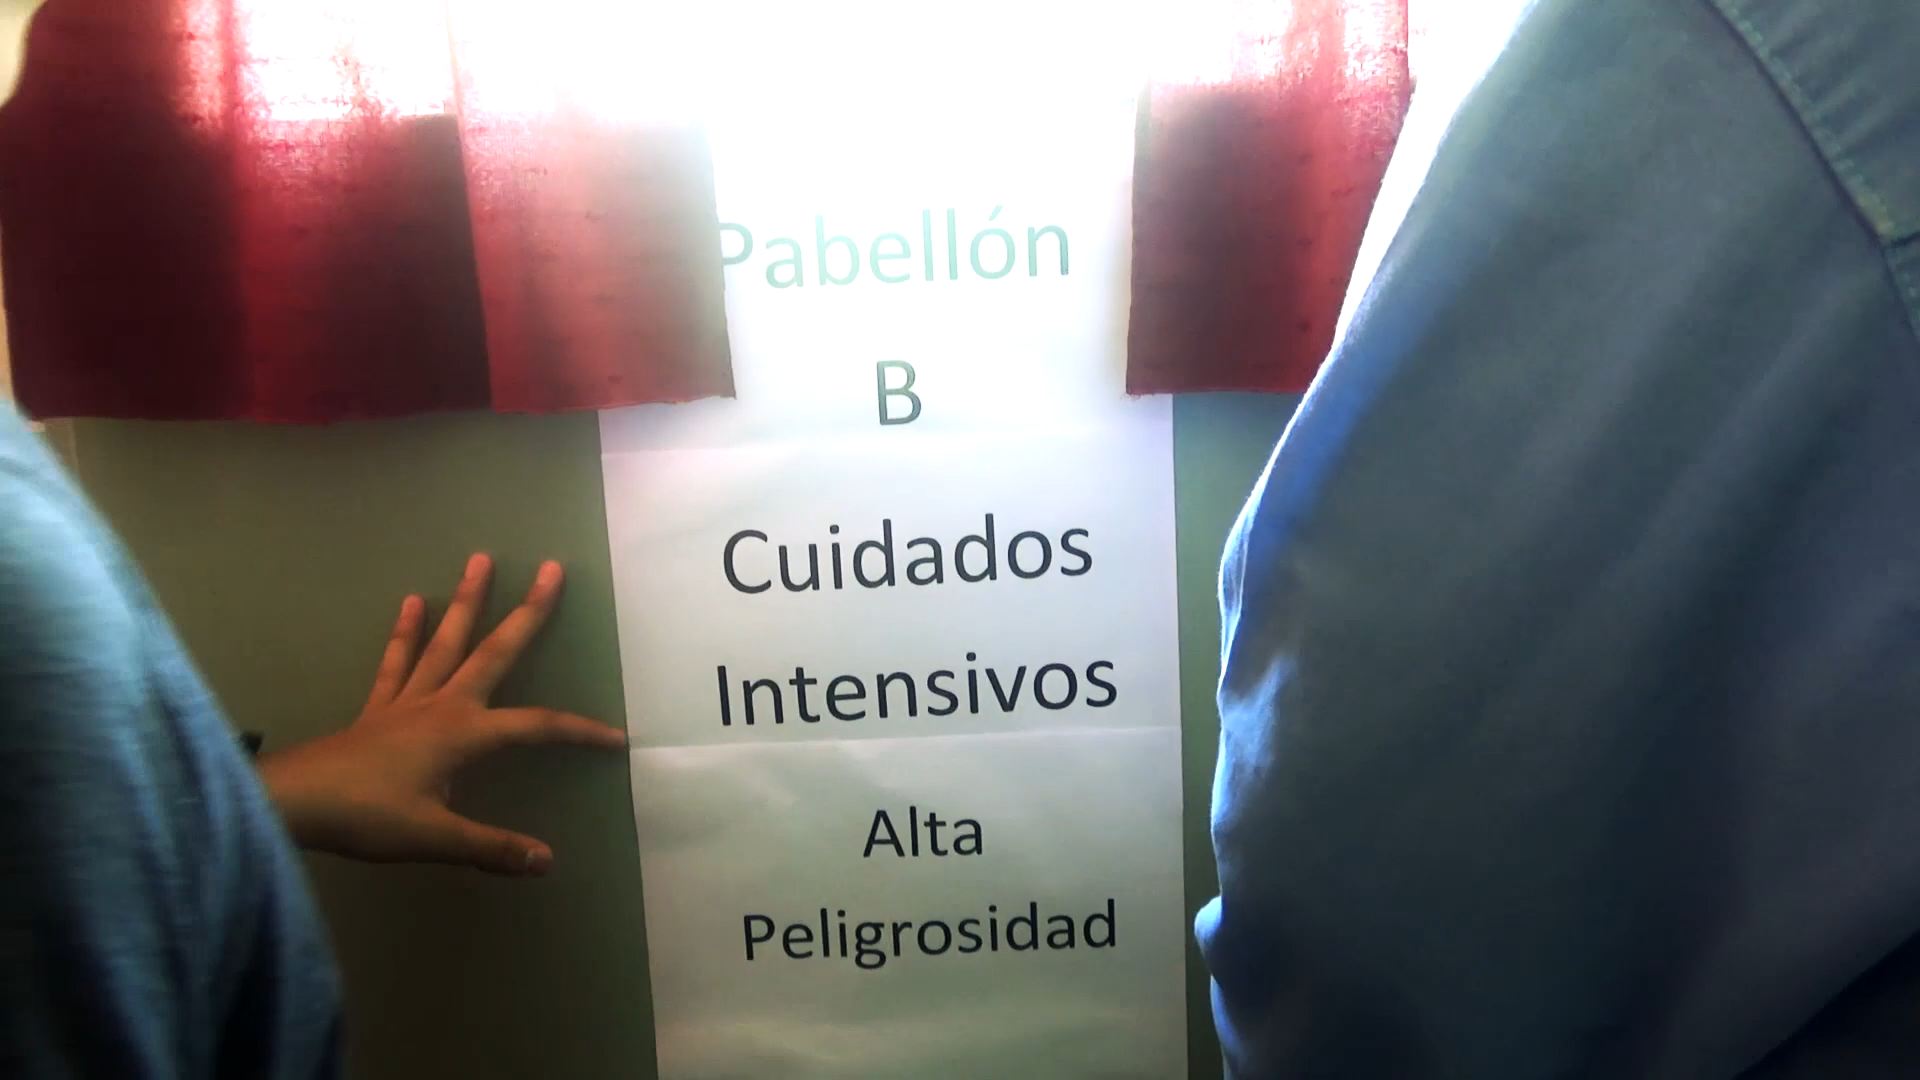 Pabellón
B
Cuidados
Intensivos
Alta
Peligrosidad